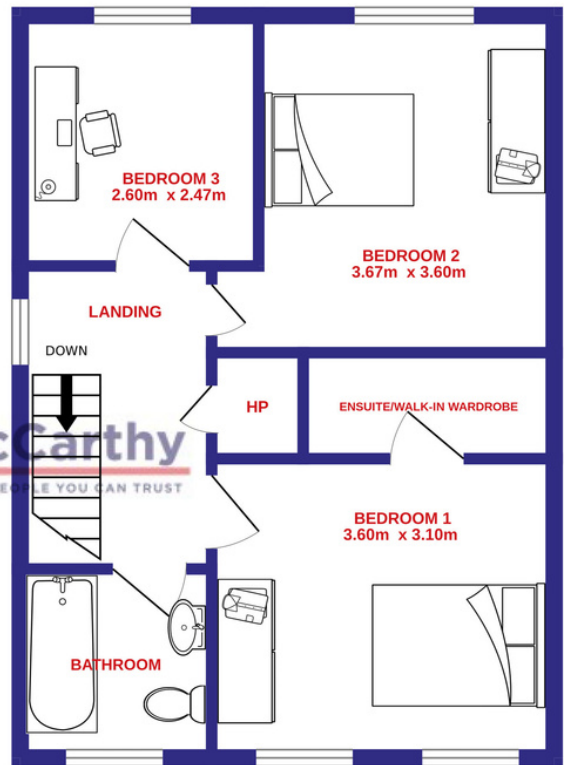 BEDROOM 3
2.60m x 2.47m
BEDROOM 2
3.67m x 3.60m
LANDING
DOWN
HP
ENSUITE/WALK-IN WARDROBE
cCarthy
EOPLE YOU CAN TRUST
BEDROOM 1
3.60m x 3.10m
BATHROOM